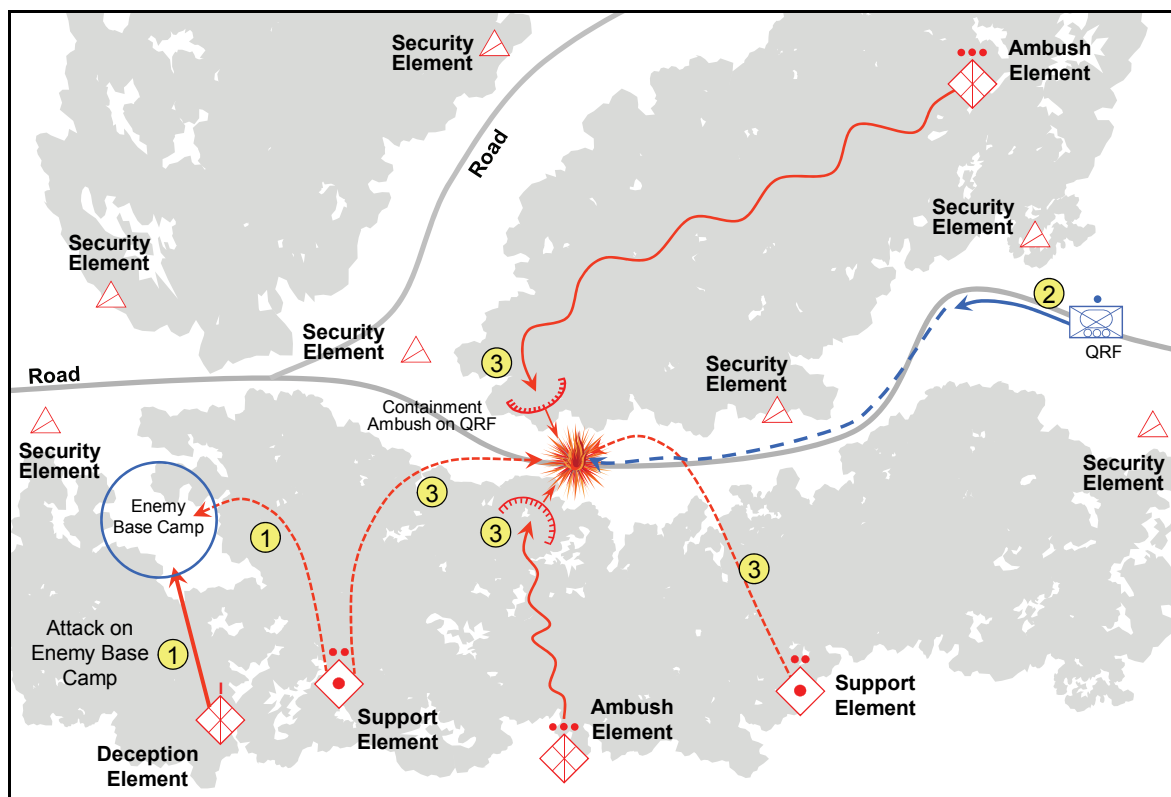 Security
Element
Ambush
Element
Road
Security
Element
Security
Element
2
QRF
Security
Element
3
Road
Containment
Ambush on QRF
Security
Element
Security
Element
Security
Element
Enemy
Base Camp
1
3
3
3
Attack on
Enemy Base
Camp
1
Support
Element
Ambush
Element
Support
Element
Deception
Element